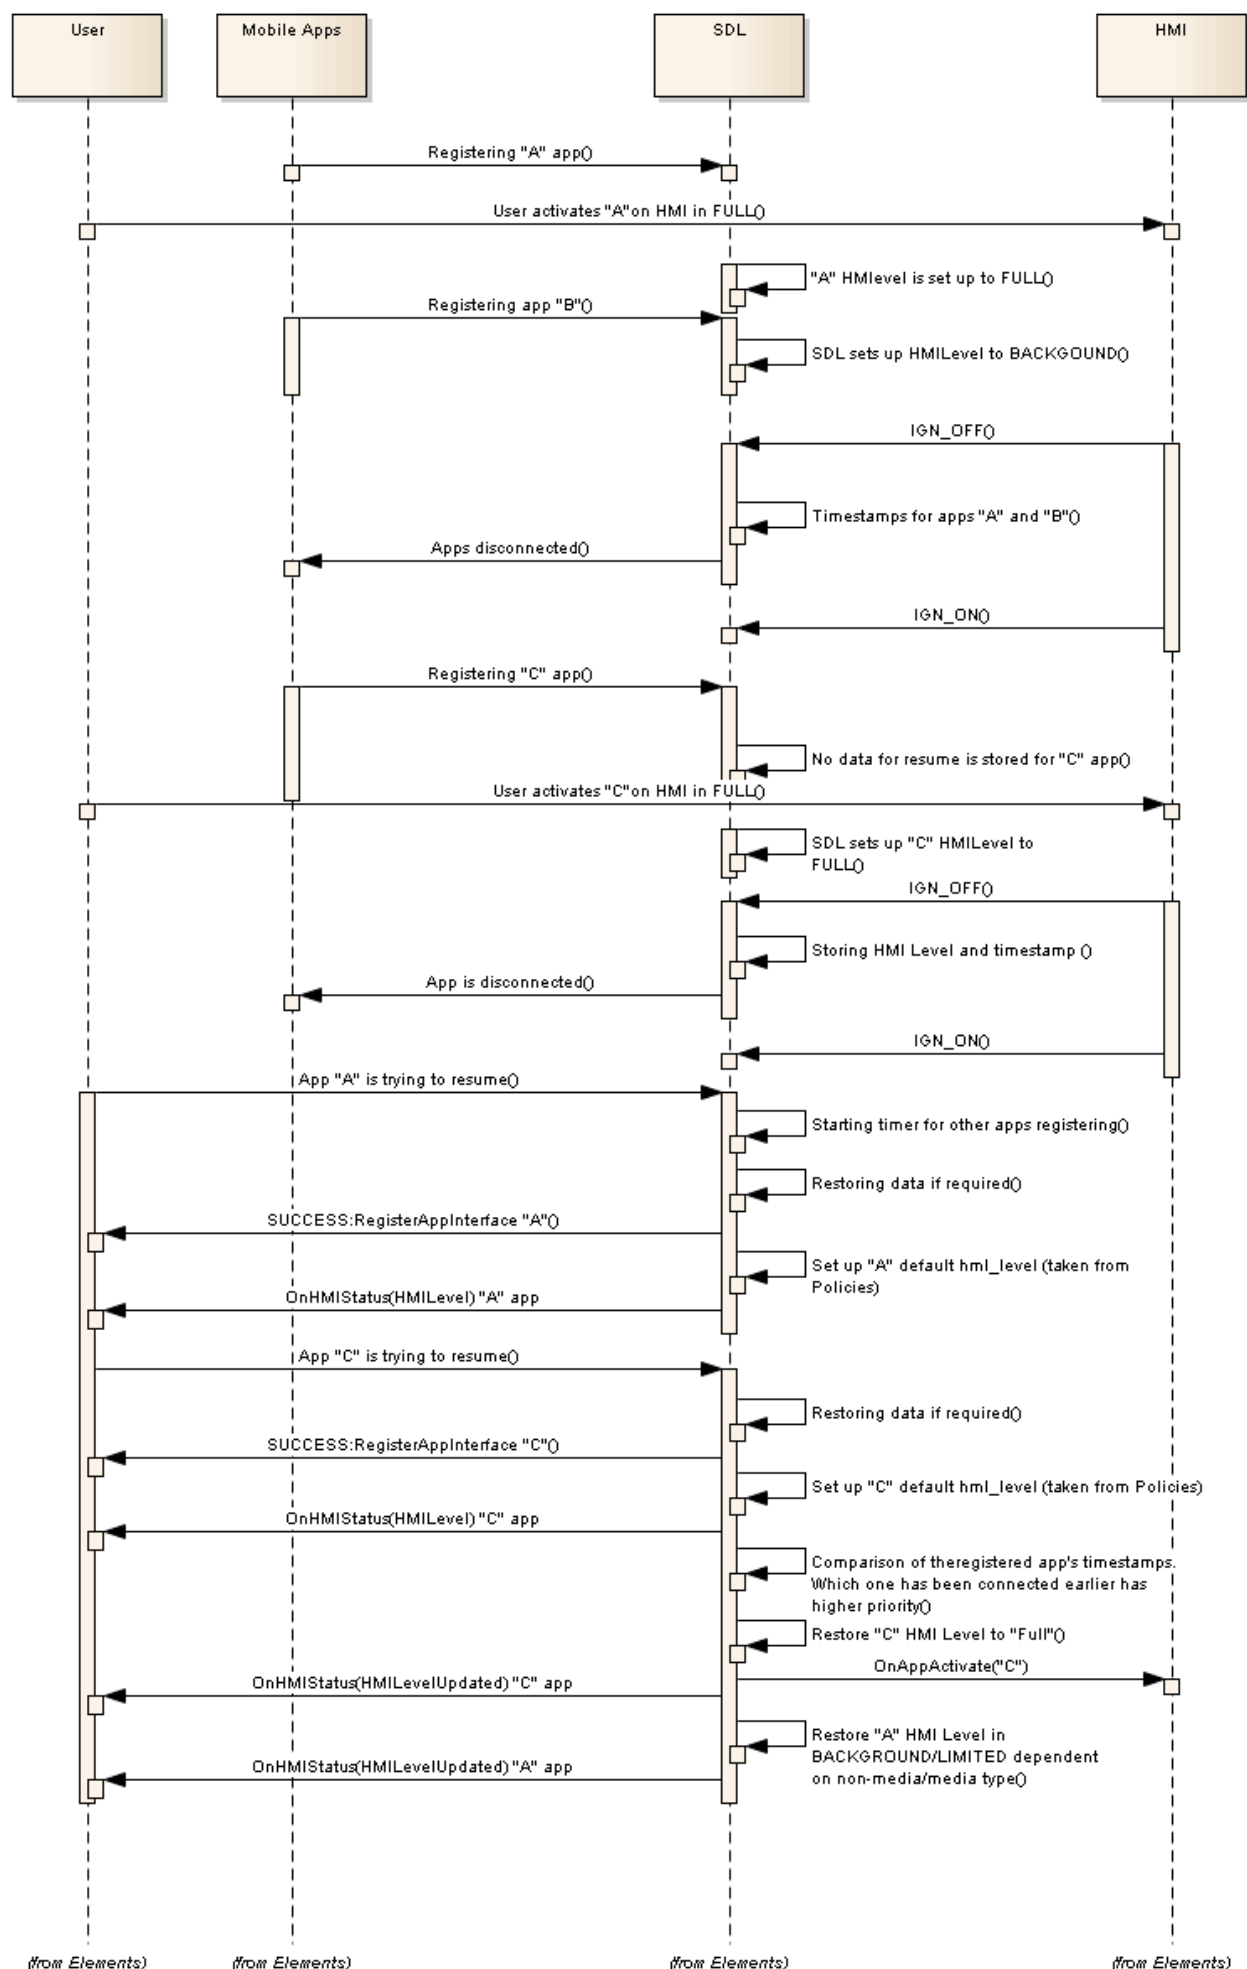 User
Mobile Apps
SDL
HMI
Registering "A" app()
User activates "A"on HMI in FULL()
"A" HMIevel is set up to FULL()
Registering app "B"()
SDL sets up HMILevel to BACKGOUND()
IGN_OFF()
Timestamps for apps "A" and "B"()
Apps disconnected()
IGN_ON()
Registering "C" app()
No data for resume is stored for "C" app()
User activates "C"on HMI in FULL()
SDL sets up "C" HMILevel to
FULL()
IGN_OFF()
Storing HMI Level and timestamp ()
App is disconnected()
IGN_ON()
App "A" is trying to resume()
Starting timer for other apps registering()
Restoring data if required()
SUCCESS:RegisterAppInterface "A"()
Set up "A" default hml_level (taken from
Policies)
OnHMIStatus(HMILevel) "A" app
App "C" is trying to resume()
Restoring data if required()
SUCCESS:RegisterAppInterface "C"()
Set up "C" default hml_level (taken from Policies)
OnHMIStatus(HMILevel) "C" app
Comparison of theregistered app's timestamps.
Which one has been connected earlier has
higher priority()
Restore "C" HMI Level to "Full"()
OnAppActivate("C")
OnHMIStatus(HMILevelUpdated) "C" app
Restore "A" HMI Level in
BACKGROUND/LIMITED dependent
on non-media/media type()
OnHMIStatus(HMILevelUpdated) "A" app
(from Elements)
(from Elements)
(from Elements)
(from Elements)